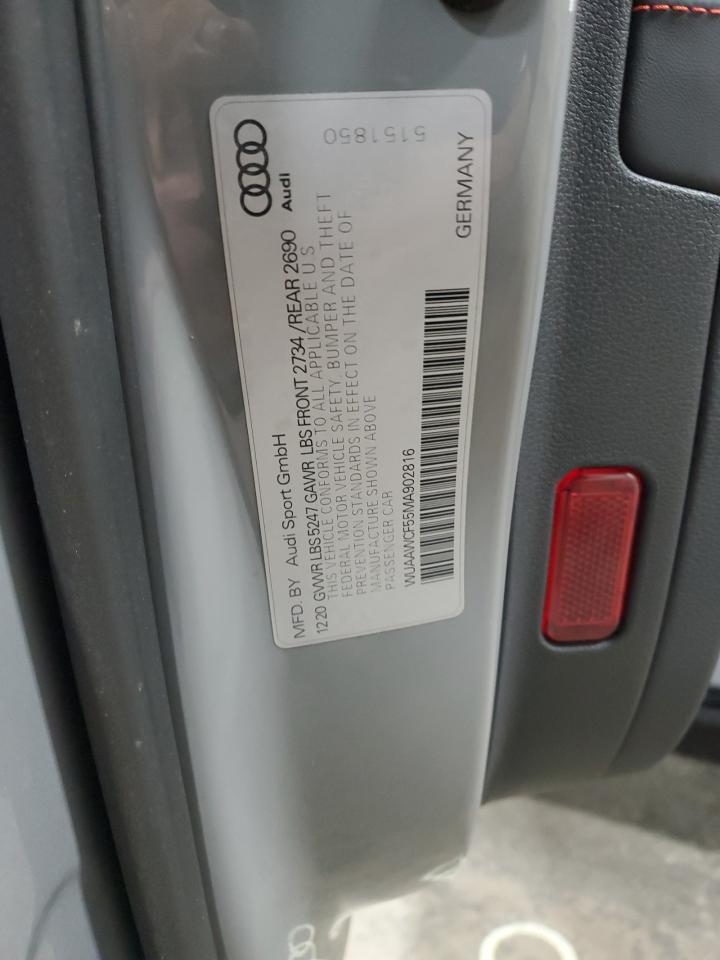 Audi
5151850
MFD. BY Audi Sport GmbH
1220 GVWR LBS 5247 GAWR LBS FRONT 2734 / REAR 2690
THIS VEHICLE CONFORMS TO ALL APPLICABLE U S
FEDERAL MOTOR VEHICLE SAFETY, BUMPER AND THEFT
PREVENTION STANDARDS IN EFFECT ON THE DATE OF
MANUFACTURE SHOWN ABOVE
PASSENGER CAR
WUAAWCF55MA902816
GERMANY